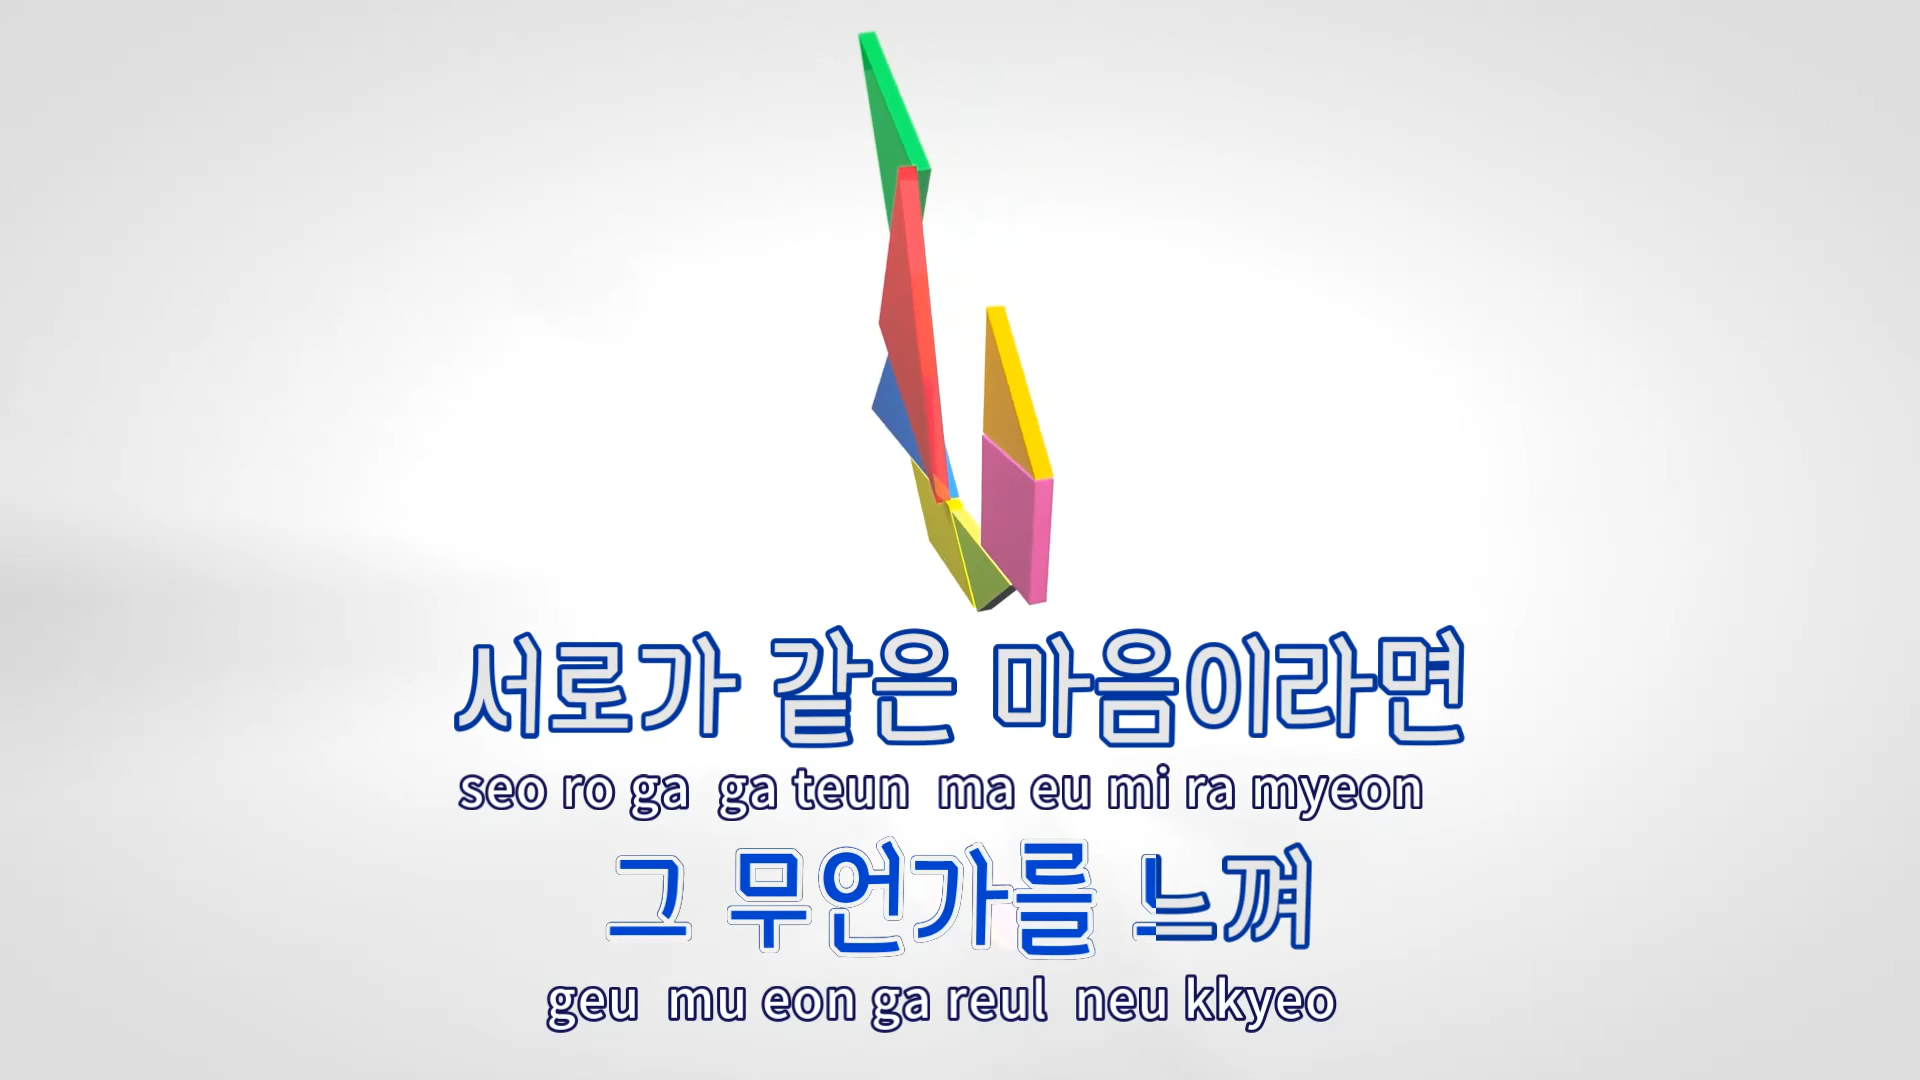 서로가 같은 마음이라면
seo ro ga  ga teun  ma eu mi ra myeon
그 무언가를 느껴
geu  mu eon ga reul  neu kkyeo